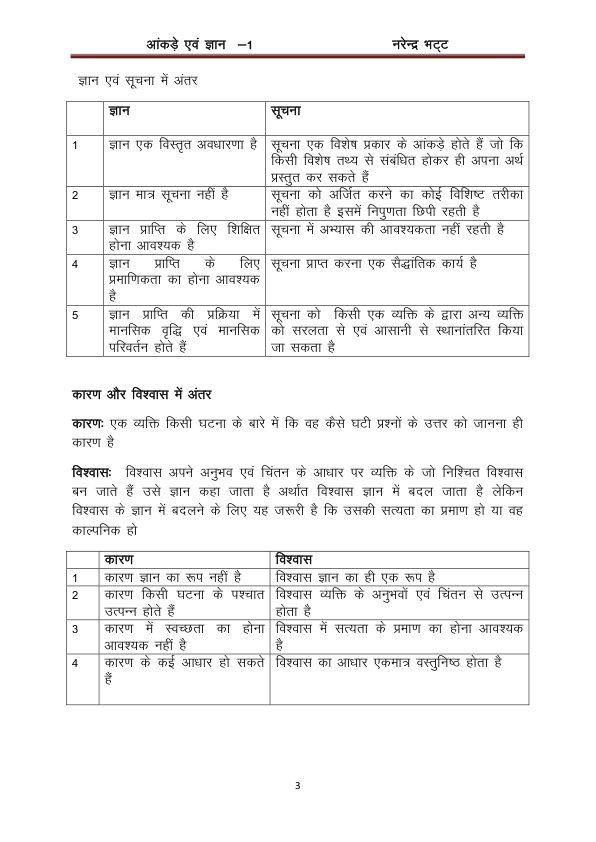 आंकड़े एवं ज्ञान –1 नरेन्द्र भट्ट
ज्ञान एवं सूचना में अंतर
ज्ञान सूचना
1 ज्ञान एक विस्तृत अवधारणा है सूचना एक विशेष प्रकार के आंकड़े होते हैं जो कि
किसी विशेष तथ्य से संबंधित होकर ही अपना अर्थ
प्रस्तुत कर सकते हैं
2 ज्ञान मात्र सूचना नहीं है सूचना को अर्जित करने का कोई विशिष्ट तरीका
नहीं होता है इसमें निपुणता छिपी रहती है
3 ज्ञान प्राप्ति के लिए शिक्षित सूचना में अभ्यास की आवश्यकता नहीं रहती है
होना आवश्यक है
4 ज्ञान प्राप्ति के लिए सूचना प्राप्त करना एक सैद्धांतिक कार्य है
प्रमाणिकता का होना आवश्यक
है
5 ज्ञान प्राप्ति की प्रक्रिया में सूचना को किसी एक व्यक्ति के द्वारा अन्य व्यक्ति
मानसिक वृद्धि एवं मानसिक को सरलता से एवं आसानी से स्थानांतरित किया
परिवर्तन होते हैं जा सकता है
कारण और विश्वास में अंतर
कारणः एक व्यक्ति किसी घटना के बारे में कि वह कैसे घटी प्रश्नों के उत्तर को जानना ही
कारण है
विश्वासः विश्वास अपने अनुभव एवं चिंतन के आधार पर व्यक्ति के जो निश्चित विश्वास
बन जाते हैं उसे ज्ञान कहा जाता है अर्थात विश्वास ज्ञान में बदल जाता है लेकिन
विश्वास के ज्ञान में बदलने के लिए यह जरूरी है कि उसकी सत्यता का प्रमाण हो या वह
काल्पनिक हो
कारण विश्वास
1 कारण ज्ञान का रूप नहीं है विश्वास ज्ञान का ही एक रूप है
2 कारण किसी घटना के पश्चात विश्वास व्यक्ति के अनुभवों एवं चिंतन से उत्पन्न
उत्पन्न होते हैं होता है
3 कारण में स्वच्छता का होना विश्वास में सत्यता के प्रमाण का होना आवश्यक
आवश्यक नहीं है है
4 कारण के कई आधार हो सकते विश्वास का आधार एकमात्र वस्तुनिष्ठ होता है
हैं
3